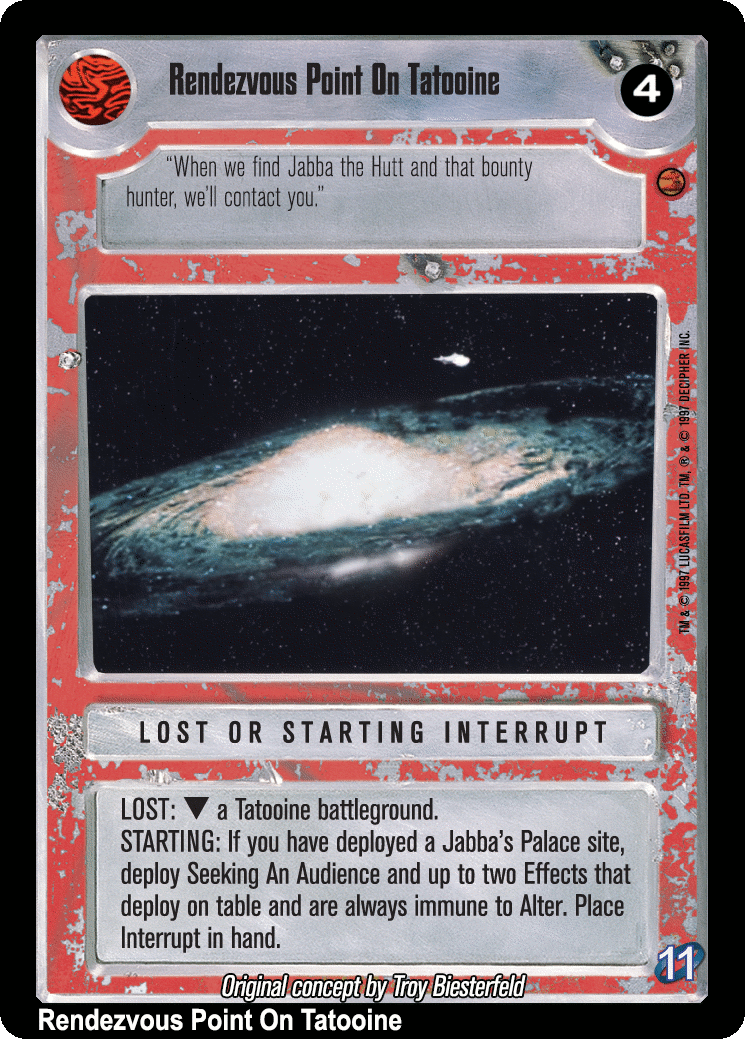 Rendezvous Point On Tatooine
4
“When we find Jabba the Hutt and that bounty
hunter, we’ll contact you.”
TM & © 1997 LUCASFILM LTD. TM, ® & © 1997 DECIPHER INC.
LOST OR STARTING INTERRUPT
LOST: ▼ a Tatooine battleground.
STARTING: If you have deployed a Jabba’s Palace site,
deploy Seeking An Audience and up to two Effects that
deploy on table and are always immune to Alter. Place
Interrupt in hand.
11
Original concept by Troy Biesterfeld
Rendezvous Point On Tatooine